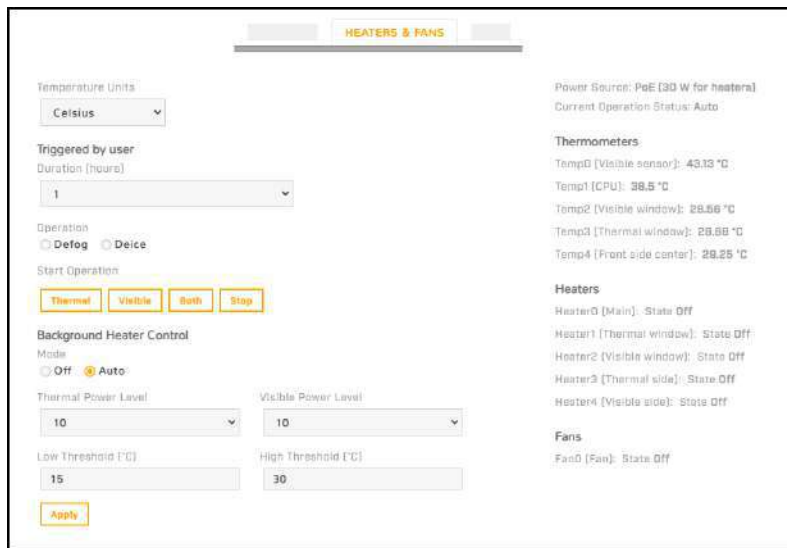 HEATERS & FANS
Temperature Units
Celsius
Triggered by user
Duration (hours)
1
Operation
Defog Deice
Start Operation
Thermal Visible Both Stop
Background Heater Control
Mode
Off Auto
Thermal Power Level Visible Power Level
10 10
Low Threshold (°C) High Threshold (°C)
15 30
Apply
Power Source: PoE (30 W for heaters)
Current Operation Status: Auto
Thermometers
Temp0 (Visible sensor): 43.13 °C
Temp1 (CPU): 38.5 °C
Temp2 (Visible window): 28.56 °C
Temp3 (Thermal window): 28.68 °C
Temp4 (Front side center): 28.25 °C
Heaters
Heater0 (Main): State Off
Heater1 (Thermal window): State Off
Heater2 (Visible window): State Off
Heater3 (Thermal side): State Off
Heater4 (Visible side): State Off
Fans
Fan0 (Fan): State Off